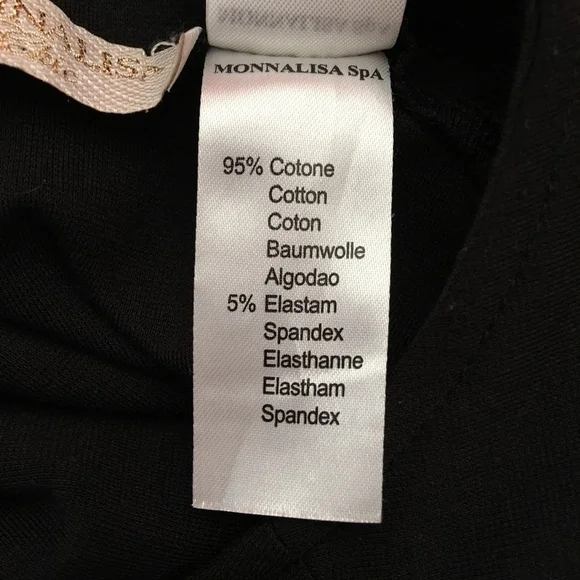 MONNALISA SpA
95% Cotone
Cotton
Coton
Baumwolle
Algodao
5% Elastam
Spandex
Elasthanne
Elastham
Spandex